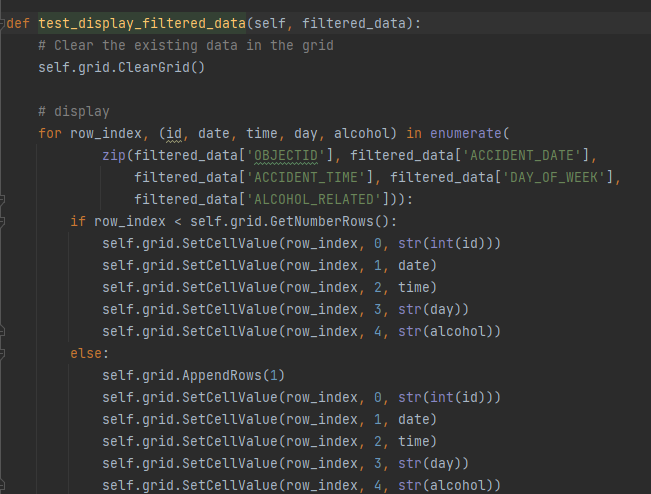 def test_display_filtered_data(self, filtered_data):
    # Clear the existing data in the grid
    self.grid.ClearGrid()

    # display
    for row_index, (id, date, time, day, alcohol) in enumerate(
            zip(filtered_data['OBJECTID'], filtered_data['ACCIDENT_DATE'],
                filtered_data['ACCIDENT_TIME'], filtered_data['DAY_OF_WEEK'],
                filtered_data['ALCOHOL_RELATED'])):
        if row_index < self.grid.GetNumberRows():
            self.grid.SetCellValue(row_index, 0, str(int(id)))
            self.grid.SetCellValue(row_index, 1, date)
            self.grid.SetCellValue(row_index, 2, time)
            self.grid.SetCellValue(row_index, 3, str(day))
            self.grid.SetCellValue(row_index, 4, str(alcohol))
        else:
            self.grid.AppendRows(1)
            self.grid.SetCellValue(row_index, 0, str(int(id)))
            self.grid.SetCellValue(row_index, 1, date)
            self.grid.SetCellValue(row_index, 2, time)
            self.grid.SetCellValue(row_index, 3, str(day))
            self.grid.SetCellValue(row_index, 4, str(alcohol))